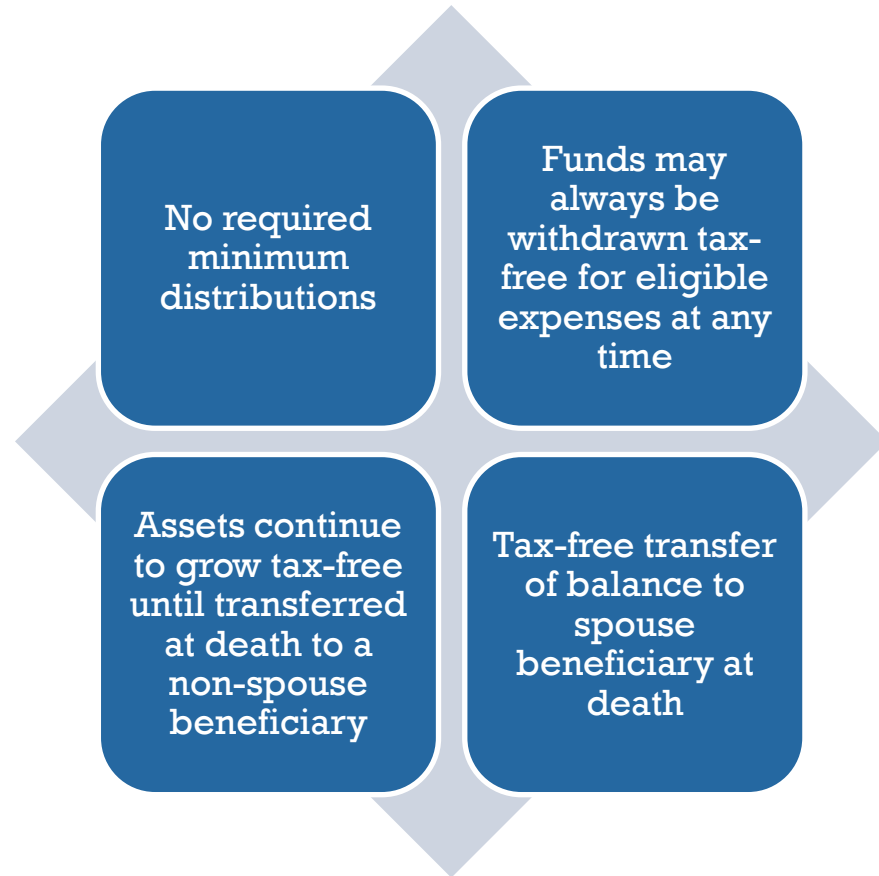 No required
minimum
distributions
Funds may
always be
withdrawn tax-
free for eligible
expenses at any
time
Assets continue
to grow tax-free
until transferred
at death to a
non-spouse
beneficiary
Tax-free transfer
of balance to
spouse
beneficiary at
death